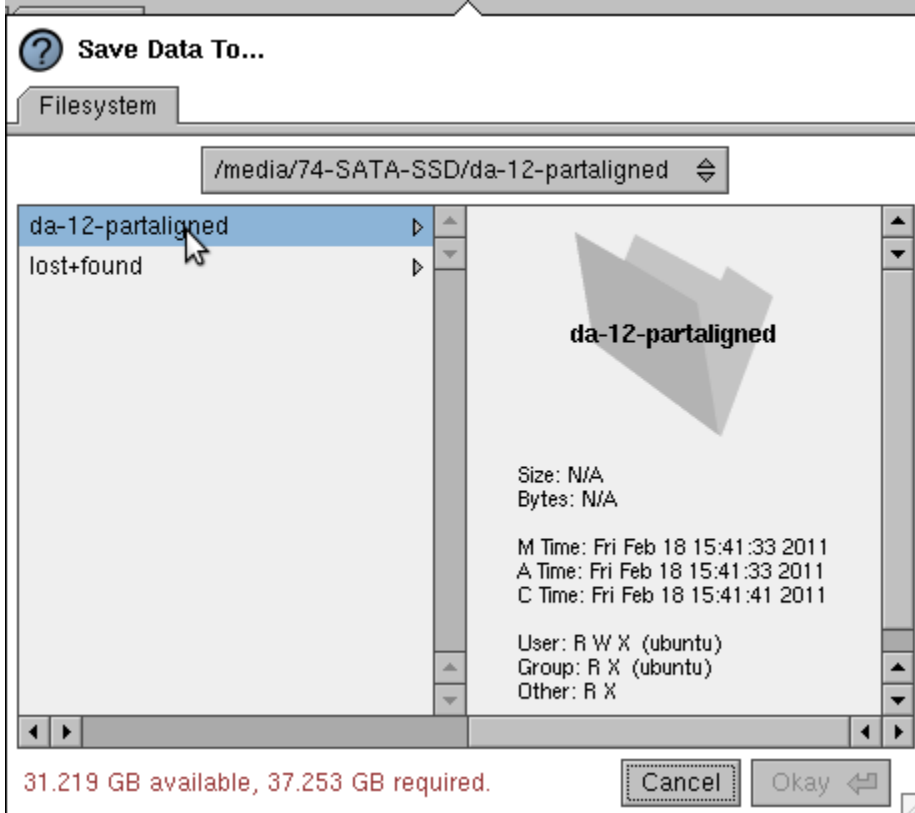 Save Data To...
Filesystem
/media/74-SATA-SSD/da-12-partaligned
da-12-partaligned
lost+found
da-12-partaligned
Size: N/A
Bytes: N/A
M Time: Fri Feb 18 15:41:33 2011
A Time: Fri Feb 18 15:41:33 2011
C Time: Fri Feb 18 15:41:41 2011
User: R W X (ubuntu)
Group: R X (ubuntu)
Other: R X
31.219 GB available, 37.253 GB required.
Cancel
Okay